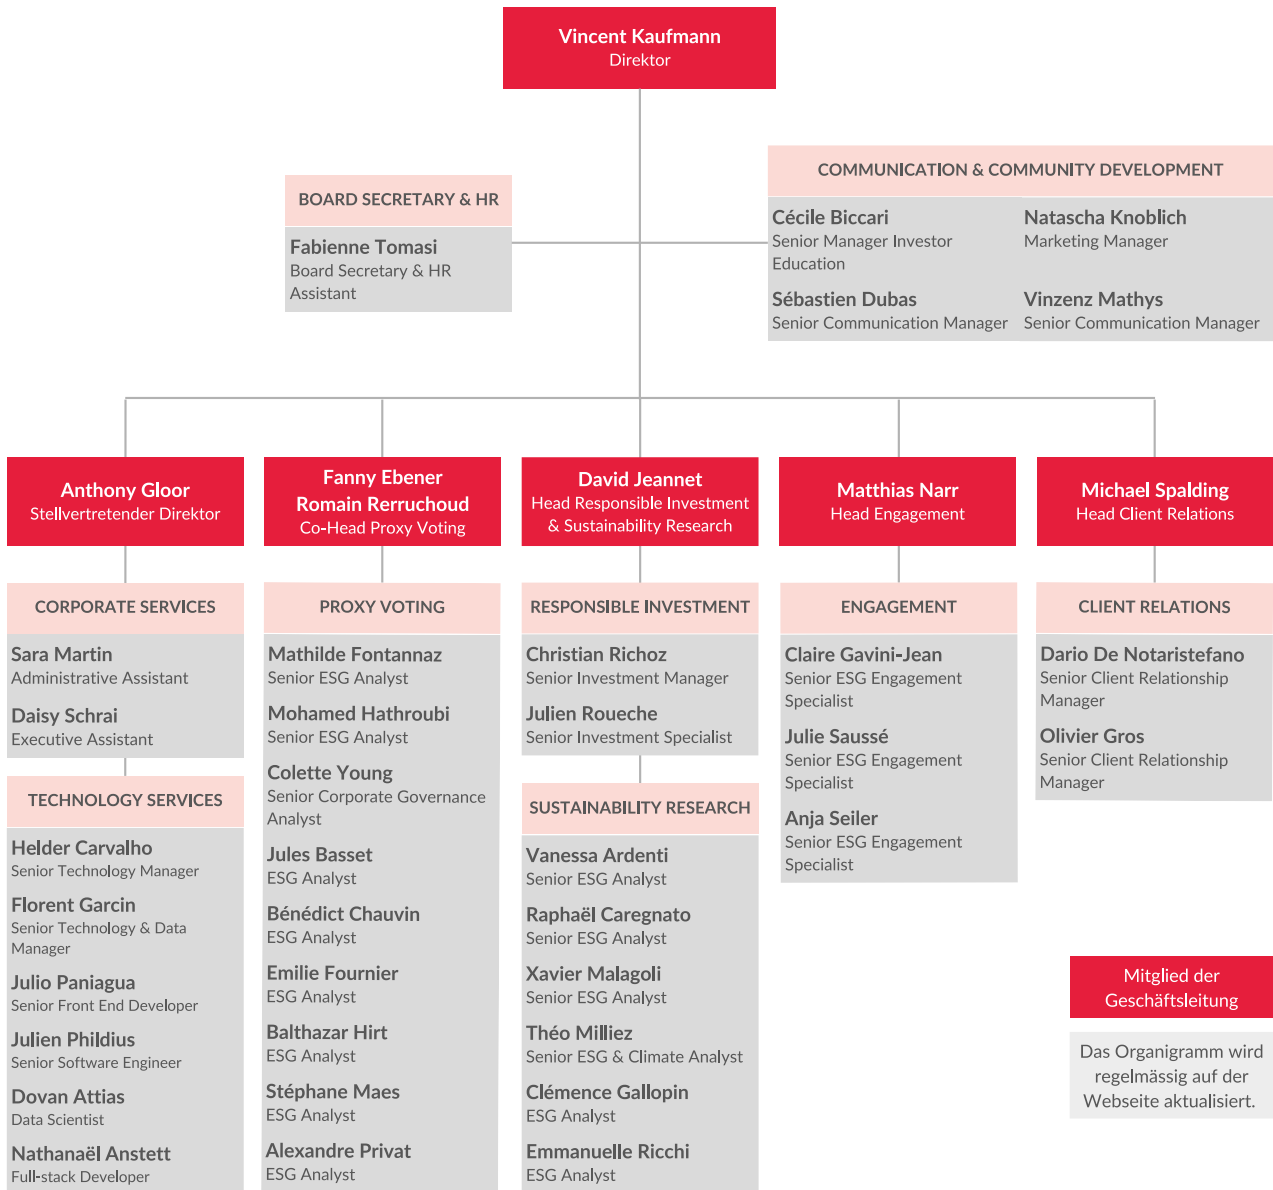 Vincent Kaufmann
Direktor
BOARD SECRETARY & HR
Fabienne Tomasi
Board Secretary & HR
Assistant
COMMUNICATION & COMMUNITY DEVELOPMENT
Cécile Biccari
Senior Manager Investor
Education
Natascha Knoblich
Marketing Manager
Sébastien Dubas
Senior Communication Manager
Vinzenz Mathys
Senior Communication Manager
Anthony Gloor
Stellvertretender Direktor
CORPORATE SERVICES
Sara Martin
Administrative Assistant
Daisy Schrai
Executive Assistant
TECHNOLOGY SERVICES
Helder Carvalho
Senior Technology Manager
Florent Garcin
Senior Technology & Data
Manager
Julio Paniagua
Senior Front End Developer
Julien Phildius
Senior Software Engineer
Dovan Attias
Data Scientist
Nathanaël Anstett
Full-stack Developer
Fanny Ebener
Romain Rerruchoud
Co-Head Proxy Voting
PROXY VOTING
Mathilde Fontannaz
Senior ESG Analyst
Mohamed Hathroubi
Senior ESG Analyst
Colette Young
Senior Corporate Governance
Analyst
Jules Basset
ESG Analyst
Bénédict Chauvin
ESG Analyst
Emilie Fournier
ESG Analyst
Balthazar Hirt
ESG Analyst
Stéphane Maes
ESG Analyst
Alexandre Privat
ESG Analyst
David Jeannet
Head Responsible Investment
& Sustainability Research
RESPONSIBLE INVESTMENT
Christian Richoz
Senior Investment Manager
Julien Roueche
Senior Investment Specialist
SUSTAINABILITY RESEARCH
Vanessa Ardenti
Senior ESG Analyst
Raphaël Caregnato
Senior ESG Analyst
Xavier Malagoli
Senior ESG Analyst
Théo Milliez
Senior ESG & Climate Analyst
Clémence Gallopin
ESG Analyst
Emmanuelle Ricchi
ESG Analyst
Matthias Narr
Head Engagement
ENGAGEMENT
Claire Gavini-Jean
Senior ESG Engagement
Specialist
Julie Saussé
Senior ESG Engagement
Specialist
Anja Seiler
Senior ESG Engagement
Specialist
Michael Spalding
Head Client Relations
CLIENT RELATIONS
Dario De Notaristefano
Senior Client Relationship
Manager
Olivier Gros
Senior Client Relationship
Manager
Mitglied der
Geschäftsleitung
Das Organigramm wird
regelmässig auf der
Webseite aktualisiert.